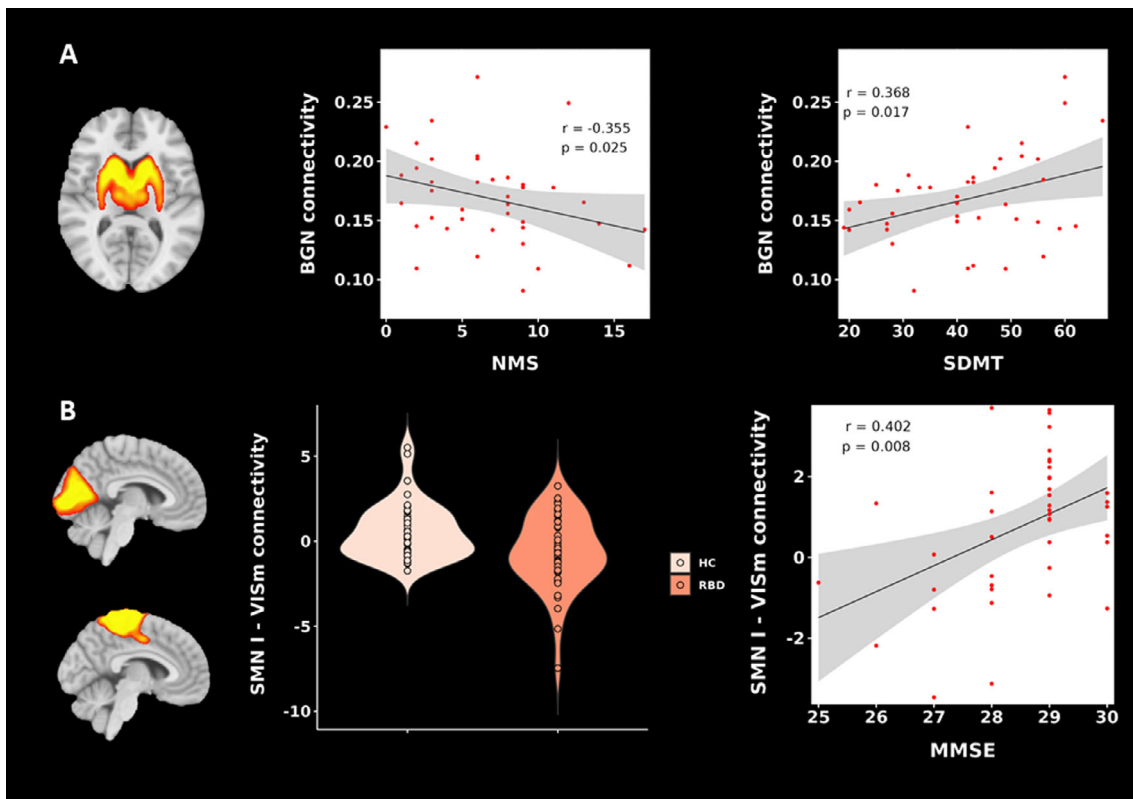 A
BGN connectivity
0.25
0.20
0.15
0.10
r = -0.355
p = 0.025
0 5 10 15
NMS
BGN connectivity
0.25
0.20
0.15
0.10
r = 0.368
p = 0.017
20 30 40 50 60
SDMT
B
SMN I - VISm connectivity
5
0
-5
-10
HC
RBD
SMN I - VISm connectivity
2
0
-2
r = 0.402
p = 0.008
25 26 27 28 29 30
MMSE